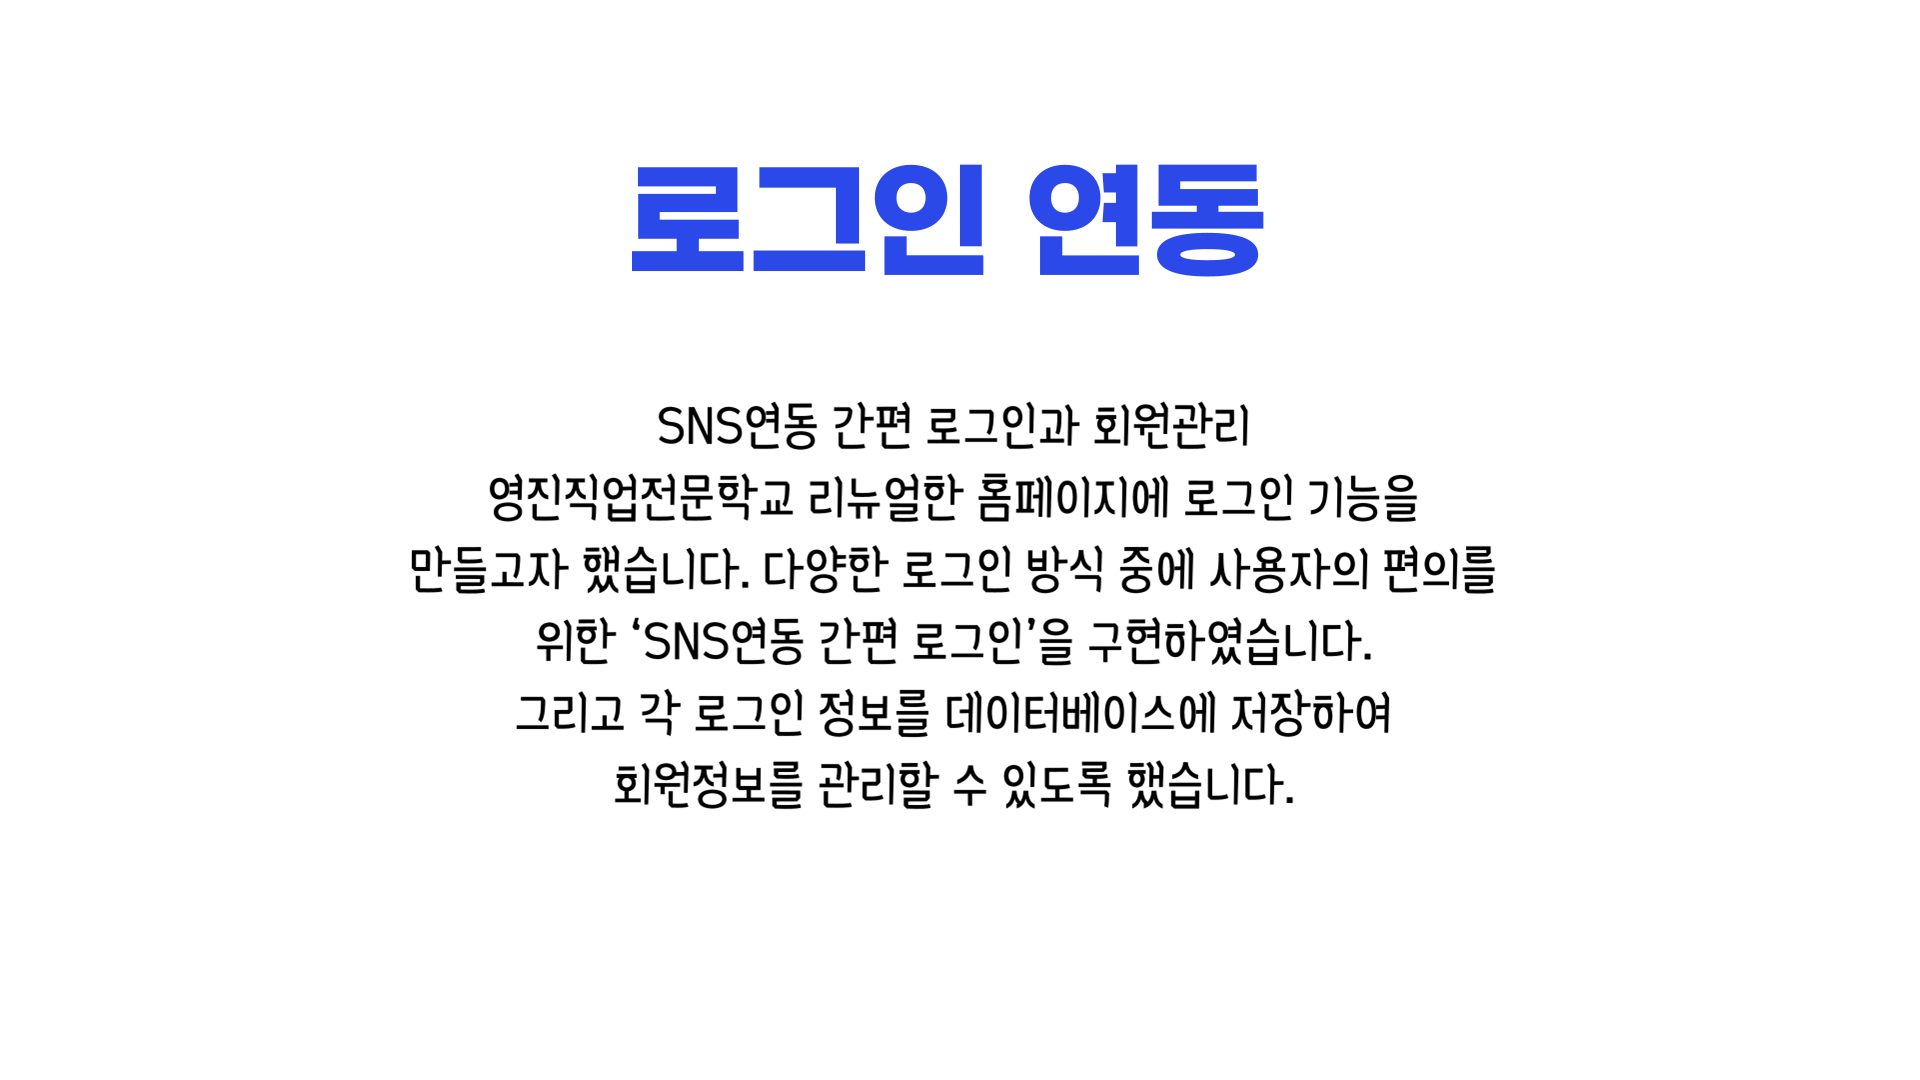 로그인 연동
SNS연동 간편 로그인과 회원관리
영진직업전문학교 리뉴얼한 홈페이지에 로그인 기능을
만들고자 했습니다. 다양한 로그인 방식 중에 사용자의 편의를
위한 ‘SNS연동 간편 로그인’을 구현하였습니다.
그리고 각 로그인 정보를 데이터베이스에 저장하여
회원정보를 관리할 수 있도록 했습니다.